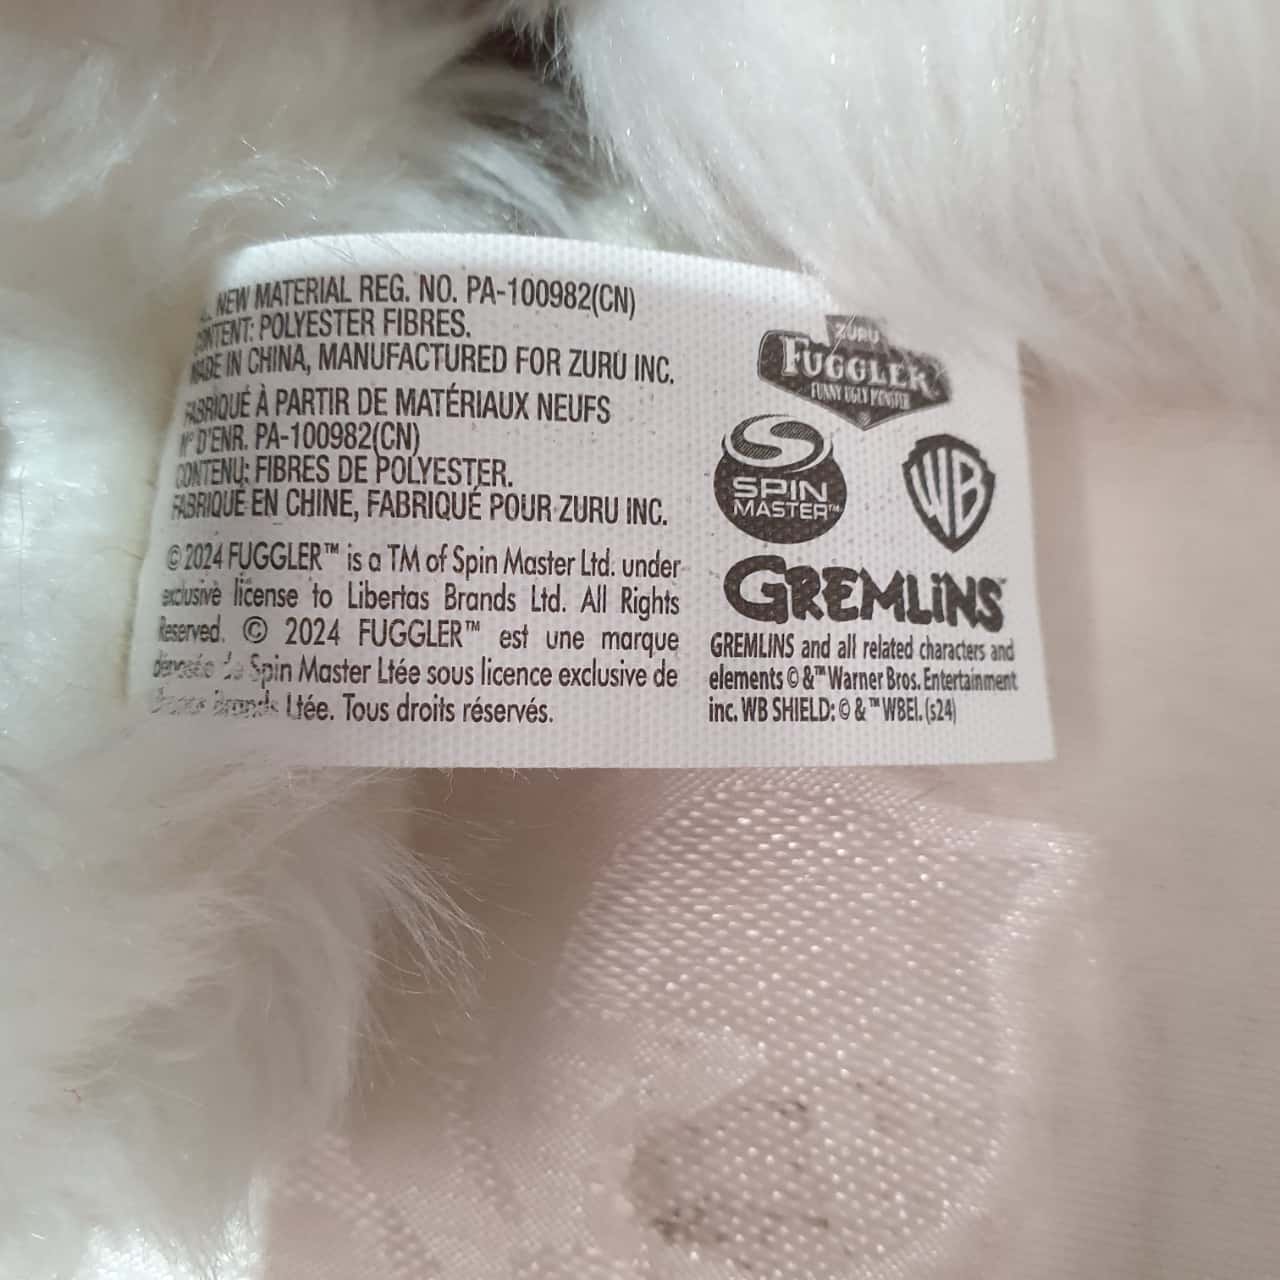 NEW MATERIAL REG. NO. PA-100982(CN)
CONTENT: POLYESTER FIBRES.
MADE IN CHINA, MANUFACTURED FOR ZURU INC.
FABRIQUÉ À PARTIR DE MATÉRIAUX NEUFS
N° D'ENR. PA-100982(CN)
CONTENU: FIBRES DE POLYESTER.
FABRIQUÉ EN CHINE, FABRIQUÉ POUR ZURU INC.
© 2024 FUGGLER™ is a TM of Spin Master Ltd. under
exclusive license to Libertas Brands Ltd. All Rights
Reserved. © 2024 FUGGLER™ est une marque
déposée de Spin Master Ltée sous licence exclusive de
Brands Ltée. Tous droits réservés.
ZURU
FUGGLER
FUNNY UGLY MONSTER
SPIN
MASTER™
WB
GREMLiNS™
GREMLINS and all related characters and
elements © & ™ Warner Bros. Entertainment
inc. WB SHIELD: © & ™ WBEI. (s24)